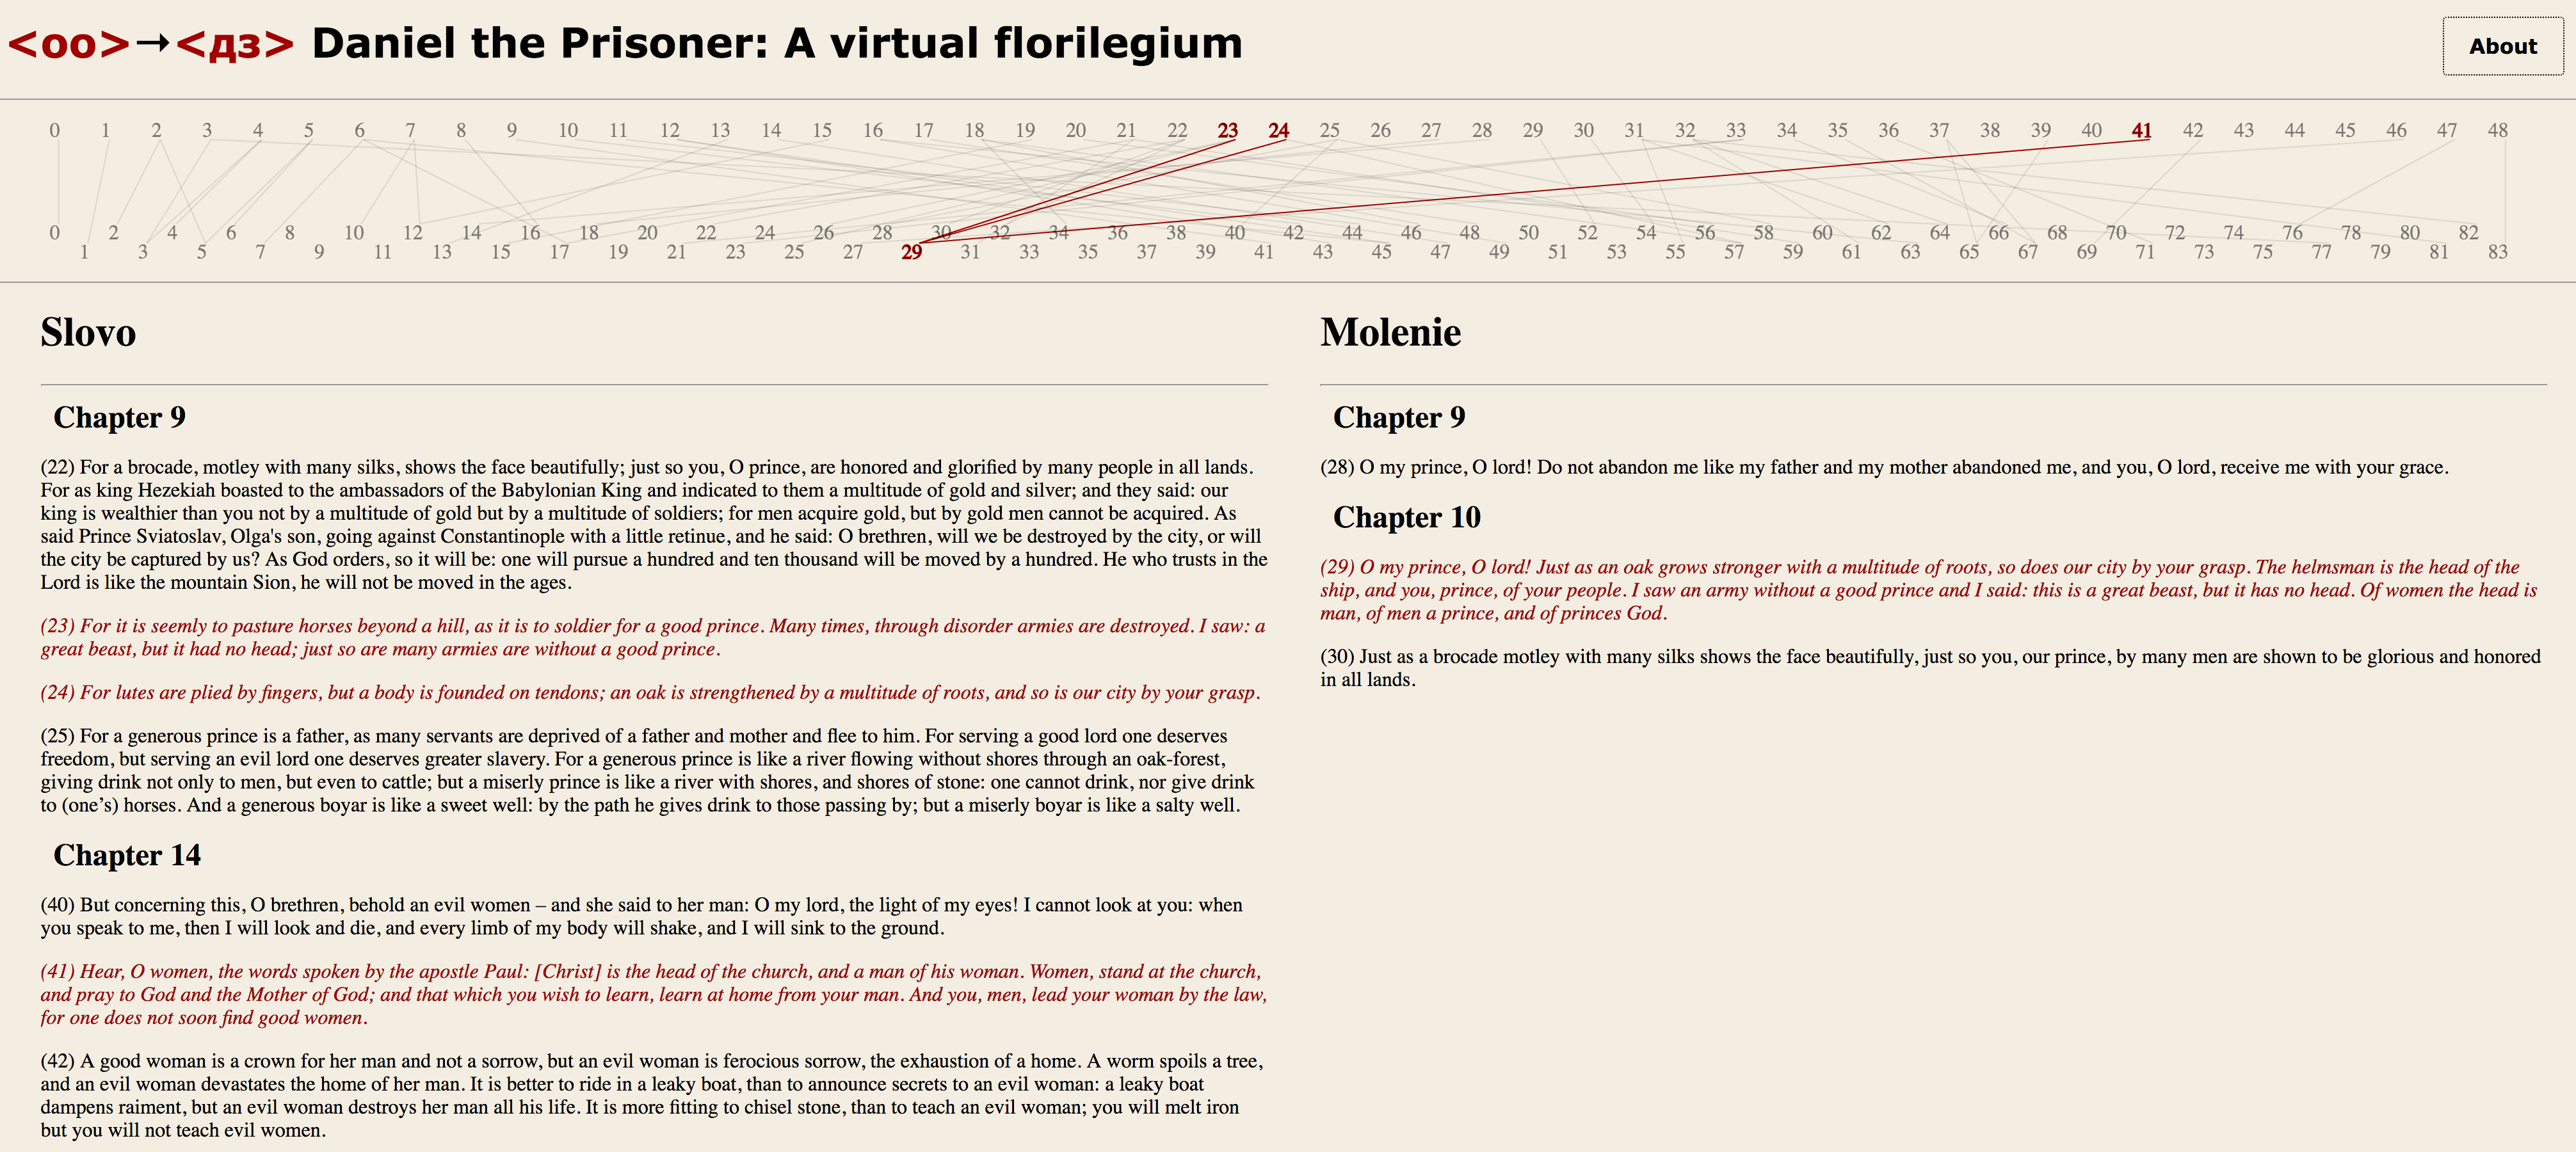 <oo>→<дз> Daniel the Prisoner: A virtual florilegium
About
0 1 2 3 4 5 6 7 8 9 10 11 12 13 14 15 16 17 18 19 20 21 22 23 24 25 26 27 28 29 30 31 32 33 34 35 36 37 38 39 40 41 42 43 44 45 46 47 48
0 2 4 6 8 10 12 14 16 18 20 22 24 26 28 30 32 34 36 38 40 42 44 46 48 50 52 54 56 58 60 62 64 66 68 70 72 74 76 78 80 82
1 3 5 7 9 11 13 15 17 19 21 23 25 27 29 31 33 35 37 39 41 43 45 47 49 51 53 55 57 59 61 63 65 67 69 71 73 75 77 79 81 83
Slovo
Chapter 9
(22) For a brocade, motley with many silks, shows the face beautifully; just so you, O prince, are honored and glorified by many people in all lands.
For as king Hezekiah boasted to the ambassadors of the Babylonian King and indicated to them a multitude of gold and silver; and they said: our
king is wealthier than you not by a multitude of gold but by a multitude of soldiers; for men acquire gold, but by gold men cannot be acquired. As
said Prince Sviatoslav, Olga's son, going against Constantinople with a little retinue, and he said: O brethren, will we be destroyed by the city, or will
the city be captured by us? As God orders, so it will be: one will pursue a hundred and ten thousand will be moved by a hundred. He who trusts in the
Lord is like the mountain Sion, he will not be moved in the ages.
(23) For it is seemly to pasture horses beyond a hill, as it is to soldier for a good prince. Many times, through disorder armies are destroyed. I saw: a
great beast, but it had no head; just so are many armies are without a good prince.
(24) For lutes are plied by fingers, but a body is founded on tendons; an oak is strengthened by a multitude of roots, and so is our city by your grasp.
(25) For a generous prince is a father, as many servants are deprived of a father and mother and flee to him. For serving a good lord one deserves
freedom, but serving an evil lord one deserves greater slavery. For a generous prince is like a river flowing without shores through an oak-forest,
giving drink not only to men, but even to cattle; but a miserly prince is like a river with shores, and shores of stone: one cannot drink, nor give drink
to (one’s) horses. And a generous boyar is like a sweet well: by the path he gives drink to those passing by; but a miserly boyar is like a salty well.
Chapter 14
(40) But concerning this, O brethren, behold an evil women – and she said to her man: O my lord, the light of my eyes! I cannot look at you: when
you speak to me, then I will look and die, and every limb of my body will shake, and I will sink to the ground.
(41) Hear, O women, the words spoken by the apostle Paul: [Christ] is the head of the church, and a man of his woman. Women, stand at the church,
and pray to God and the Mother of God; and that which you wish to learn, learn at home from your man. And you, men, lead your woman by the law,
for one does not soon find good women.
(42) A good woman is a crown for her man and not a sorrow, but an evil woman is ferocious sorrow, the exhaustion of a home. A worm spoils a tree,
and an evil woman devastates the home of her man. It is better to ride in a leaky boat, than to announce secrets to an evil woman: a leaky boat
dampens raiment, but an evil woman destroys her man all his life. It is more fitting to chisel stone, than to teach an evil woman; you will melt iron
but you will not teach evil women.
Molenie
Chapter 9
(28) O my prince, O lord! Do not abandon me like my father and my mother abandoned me, and you, O lord, receive me with your grace.
Chapter 10
(29) O my prince, O lord! Just as an oak grows stronger with a multitude of roots, so does our city by your grasp. The helmsman is the head of the
ship, and you, prince, of your people. I saw an army without a good prince and I said: this is a great beast, but it has no head. Of women the head is
man, of men a prince, and of princes God.
(30) Just as a brocade motley with many silks shows the face beautifully, just so you, our prince, by many men are shown to be glorious and honored
in all lands.